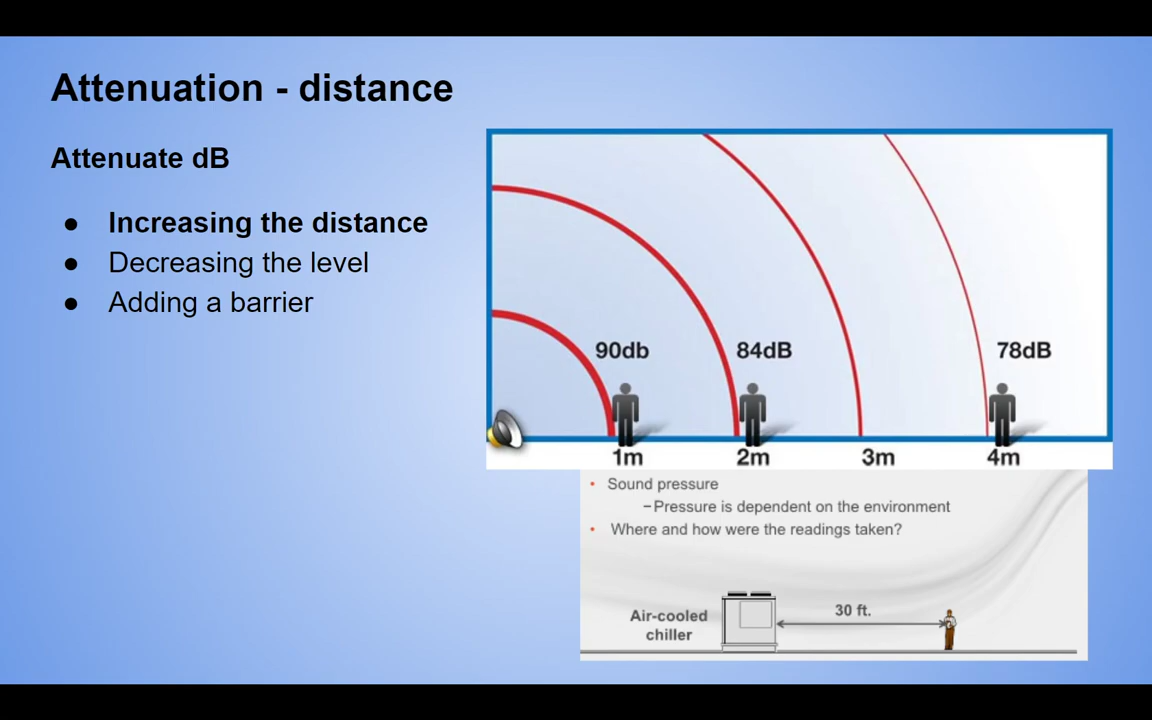 Attenuation - distance
Attenuate dB
● Increasing the distance
● Decreasing the level
● Adding a barrier
90db
84dB
78dB
1m
2m
3m
4m
• Sound pressure
–Pressure is dependent on the environment
• Where and how were the readings taken?
Air-cooled
chiller
30 ft.